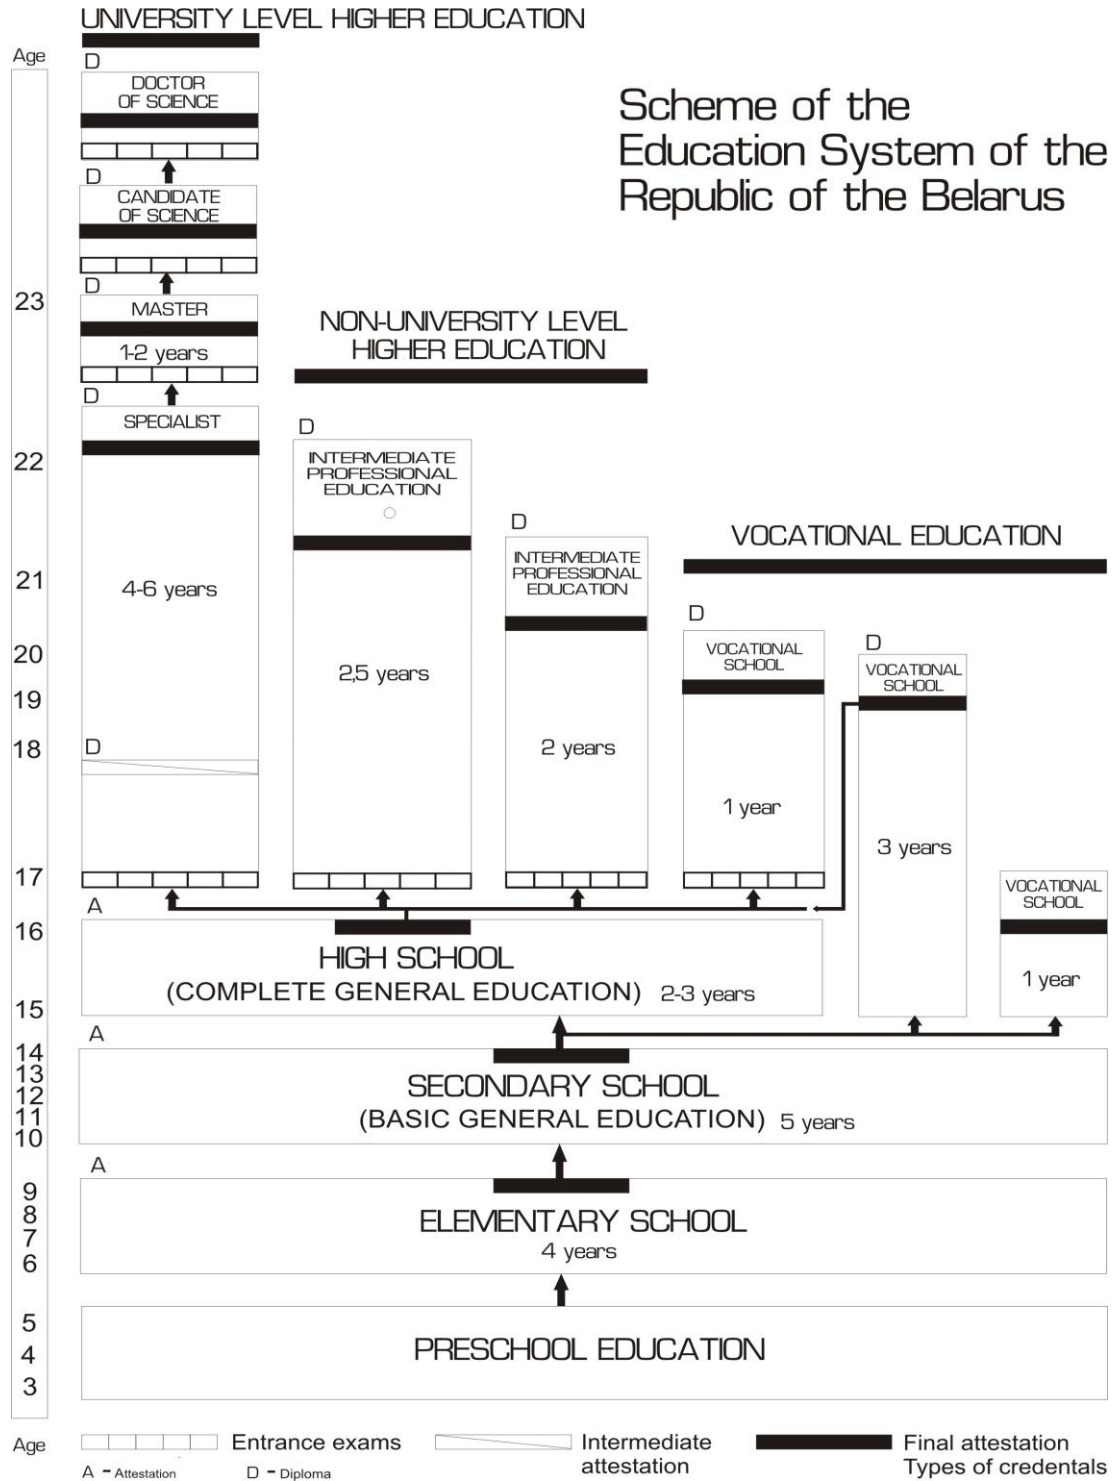 UNIVERSITY LEVEL HIGHER EDUCATION
Age
D
DOCTOR
OF SCIENCE
Scheme of the
Education System of the
Republic of the Belarus
D
CANDIDATE
OF SCIENCE
D
23
MASTER
1-2 years
NON-UNIVERSITY LEVEL
HIGHER EDUCATION
D
SPECIALIST
22
D
INTERMEDIATE
PROFESSIONAL
EDUCATION
D
INTERMEDIATE
PROFESSIONAL
EDUCATION
VOCATIONAL EDUCATION
21
4-6 years
D
VOCATIONAL
SCHOOL
D
VOCATIONAL
SCHOOL
20
2,5 years
19
18
D
2 years
1 year
3 years
17
VOCATIONAL
SCHOOL
A
16
HIGH SCHOOL
(COMPLETE GENERAL EDUCATION) 2-3 years
1 year
15
A
14
13
12
11
10
SECONDARY SCHOOL
(BASIC GENERAL EDUCATION) 5 years
A
9
8
7
6
ELEMENTARY SCHOOL
4 years
5
4
3
PRESCHOOL EDUCATION
Age
Entrance exams
Intermediate
attestation
Final attestation
Types of credentals
A - Attestation
D - Diploma